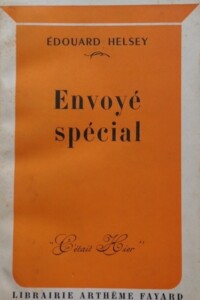 ÉDOUARD HELSEY
Envoyé
spécial
"C'était Hier"
LIBRAIRIE ARTHÈME FAYARD